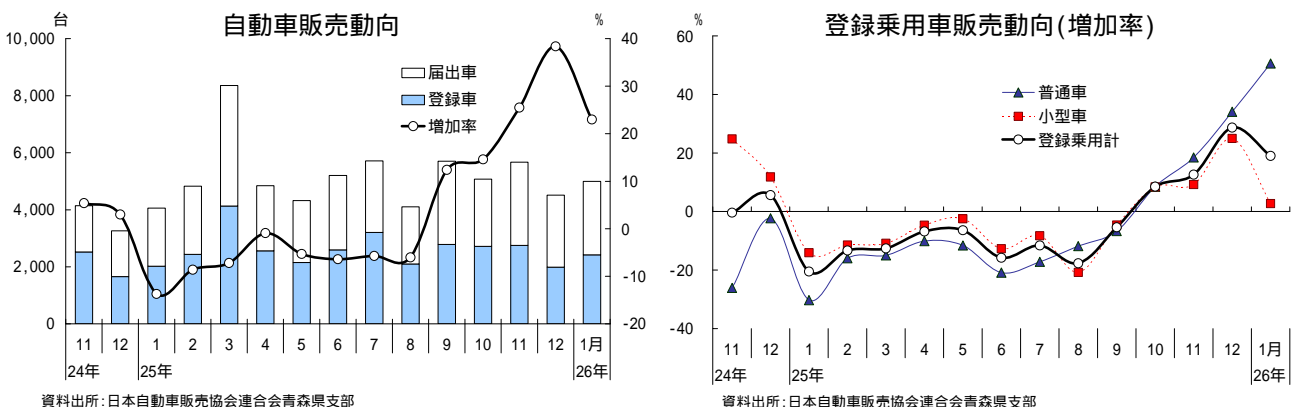 自動車販売動向
台
%
10,000
8,000
6,000
4,000
2,000
0
40
30
20
10
0
-10
-20
届出車
登録車
増加率
11 12 1 2 3 4 5 6 7 8 9 10 11 12 1月
24年 25年 26年
資料出所:日本自動車販売協会連合会青森県支部
登録乗用車販売動向(増加率)
%
60
40
20
0
-20
-40
普通車
小型車
登録乗用計
11 12 1 2 3 4 5 6 7 8 9 10 11 12 1月
24年 25年 26年
資料出所:日本自動車販売協会連合会青森県支部